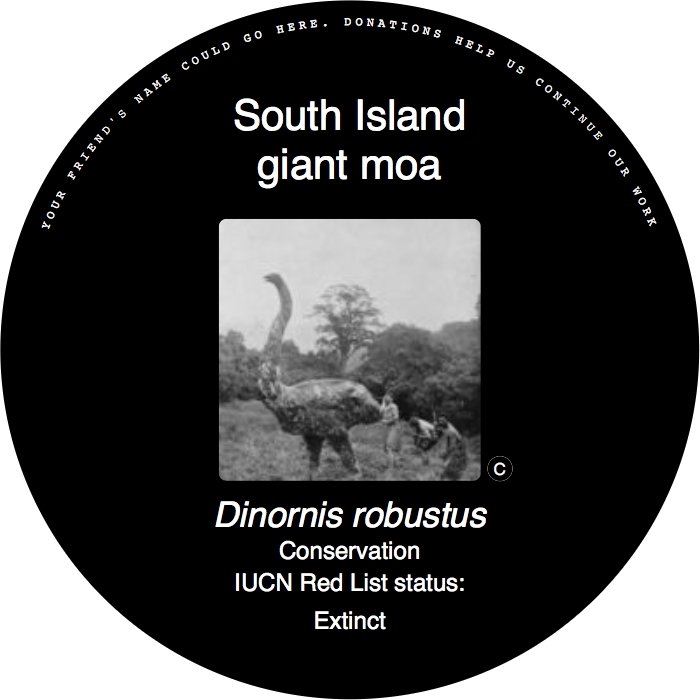 YOUR FRIEND'S NAME COULD GO HERE. DONATIONS HELP US CONTINUE OUR WORK
South Island
giant moa
C
Dinornis robustus
Conservation
IUCN Red List status:
Extinct